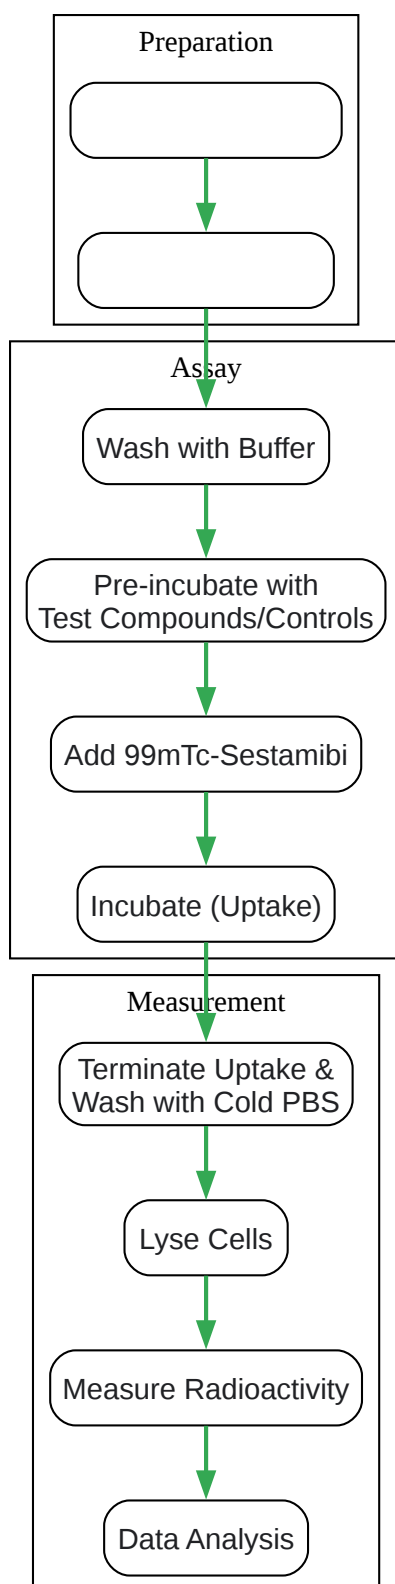 Preparation
Assay
Wash with Buffer
Pre-incubate with
Test Compounds/Controls
Add 99mTc-Sestamibi
Incubate (Uptake)
Measurement
Terminate Uptake &
Wash with Cold PBS
Lyse Cells
Measure Radioactivity
Data Analysis